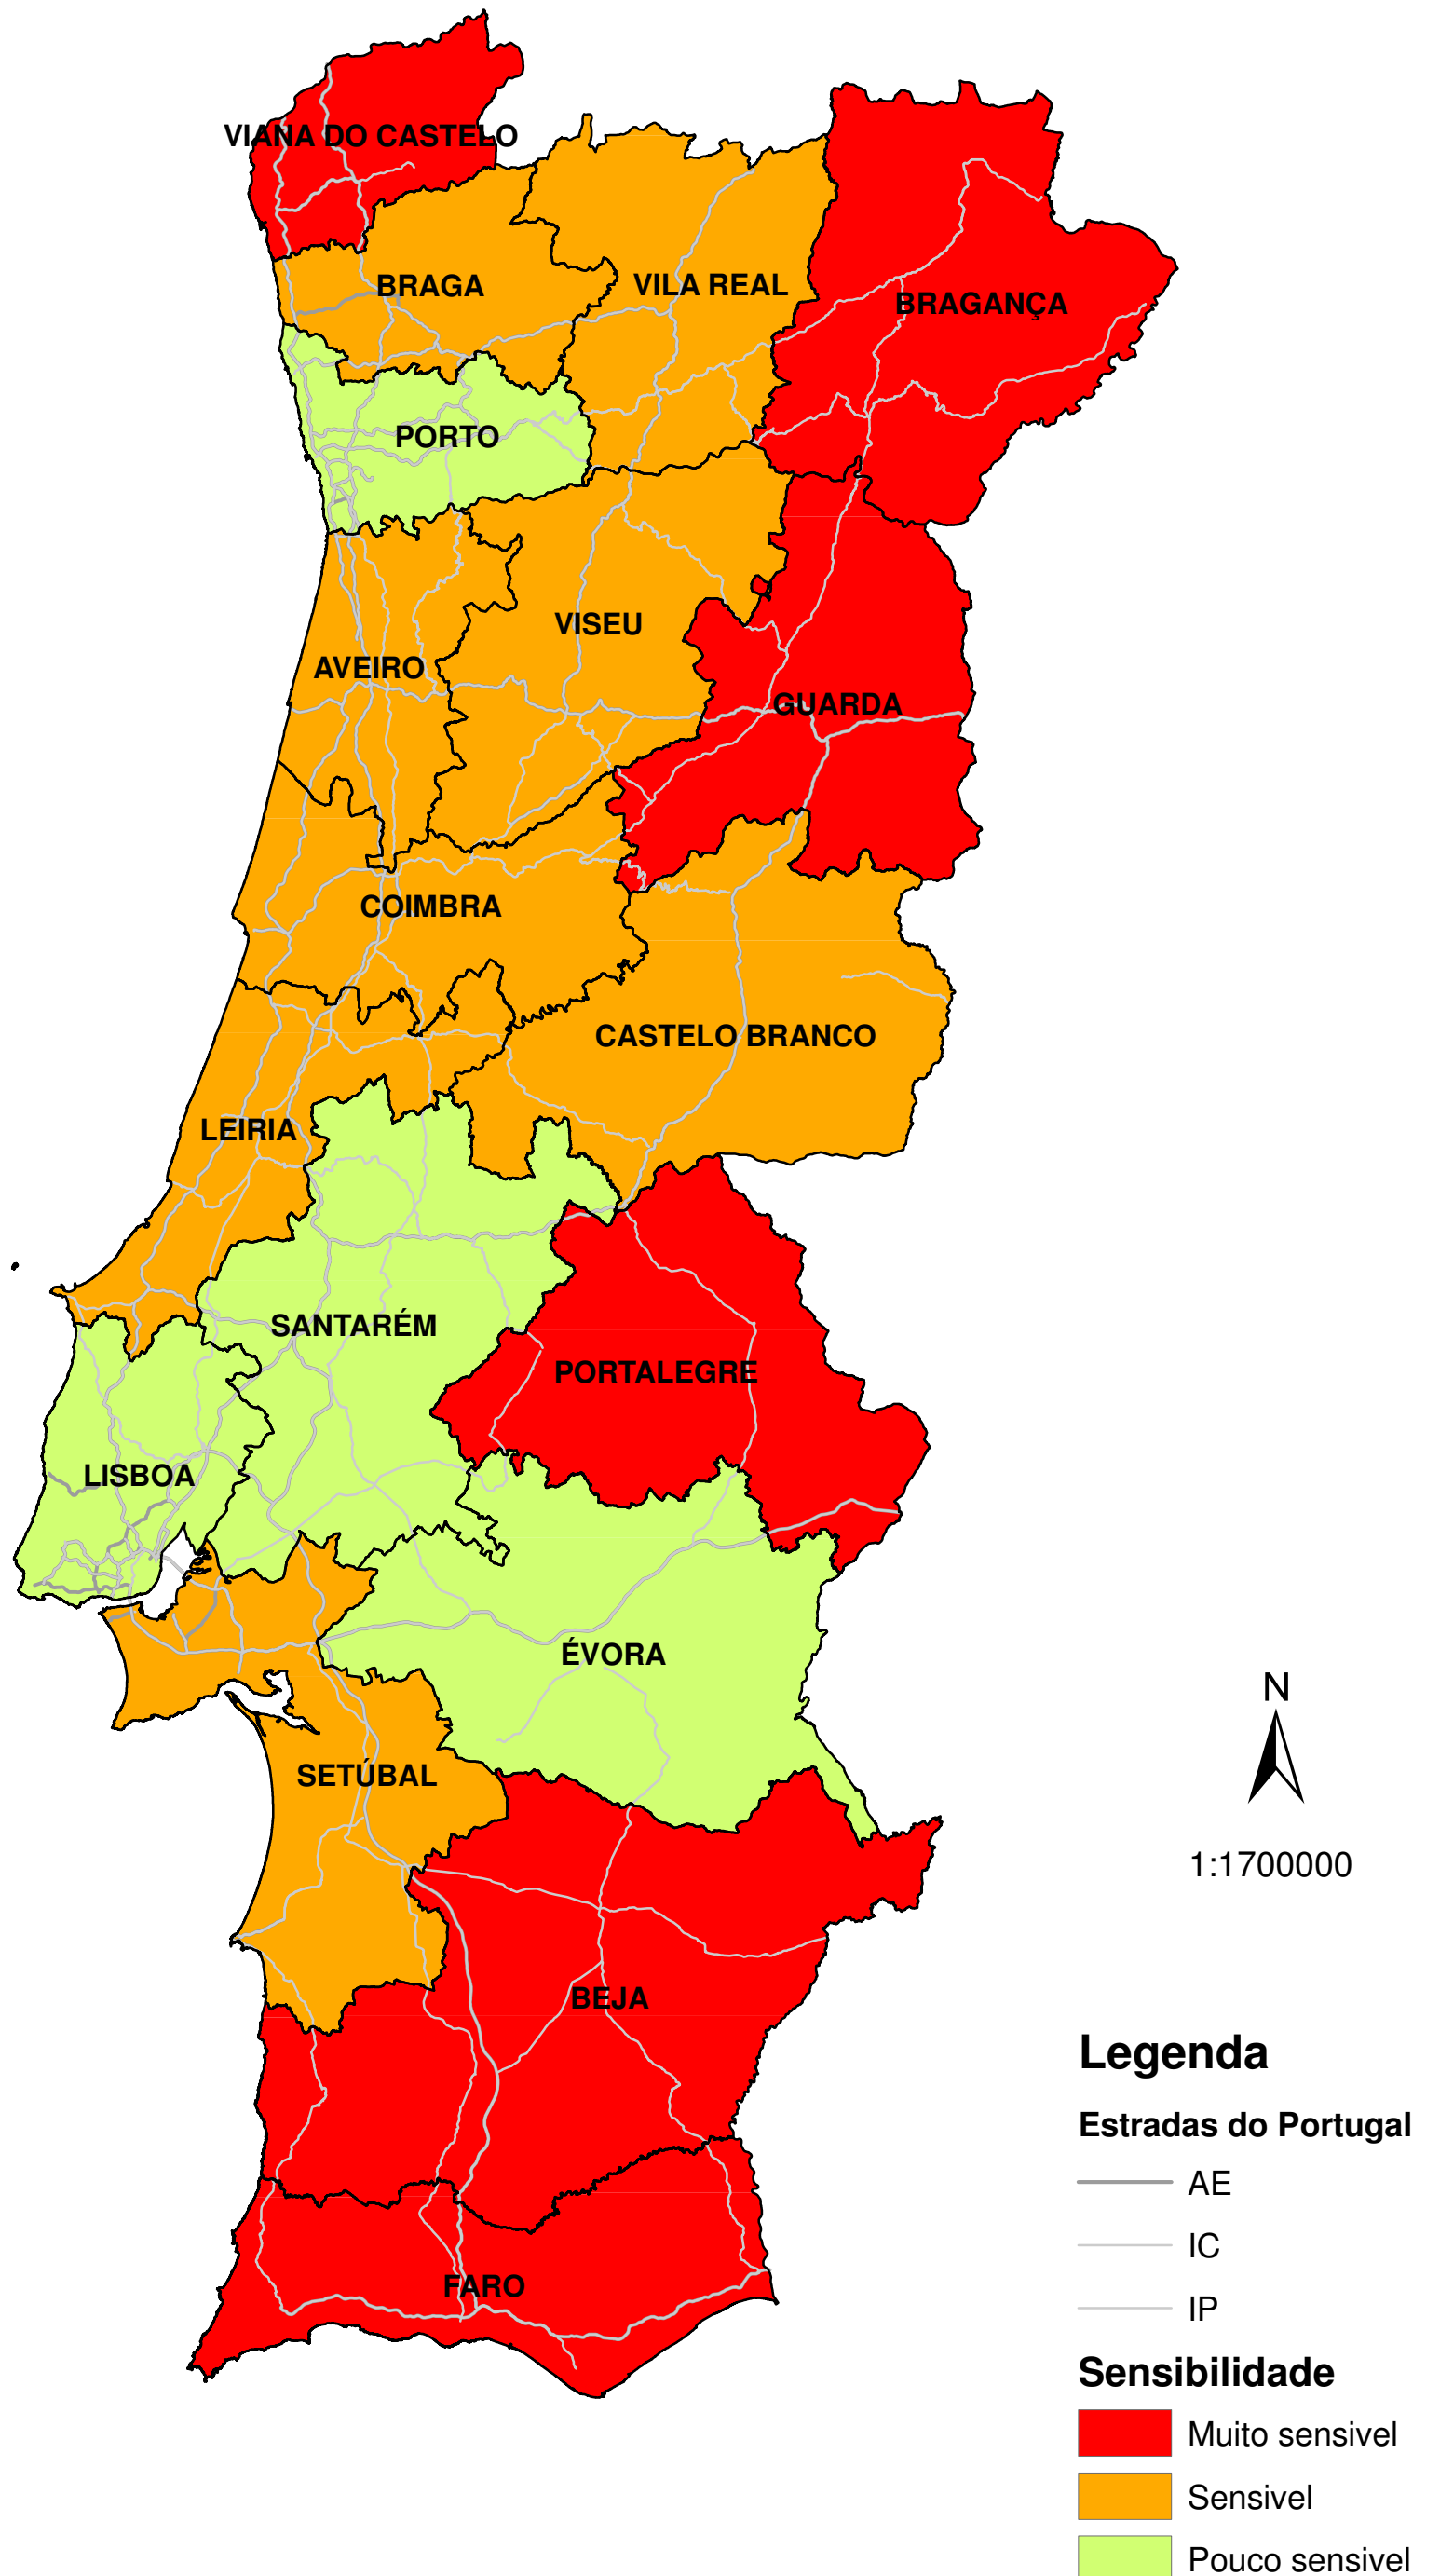 VIANA DO CASTELO
BRAGA
VILA REAL
BRAGANÇA
PORTO
VISEU
AVEIRO
GUARDA
COIMBRA
CASTELO BRANCO
LEIRIA
SANTARÉM
PORTALEGRE
LISBOA
ÉVORA
SETÚBAL
BEJA
FARO
N
1:1700000
Legenda
Estradas do Portugal
AE
IC
IP
Sensibilidade
Muito sensivel
Sensivel
Pouco sensivel